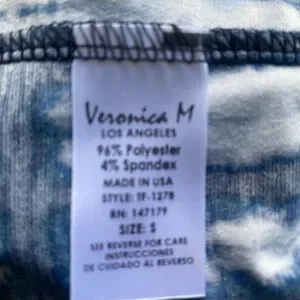 Veronica M
LOS ANGELES
96% Polyester
4% Spandex
MADE IN USA
STYLE: TF-1278
RN: 147179
SIZE: S
SEE REVERSE FOR CARE
INSTRUCCIONES
DE CUIDADO AL REVERSO